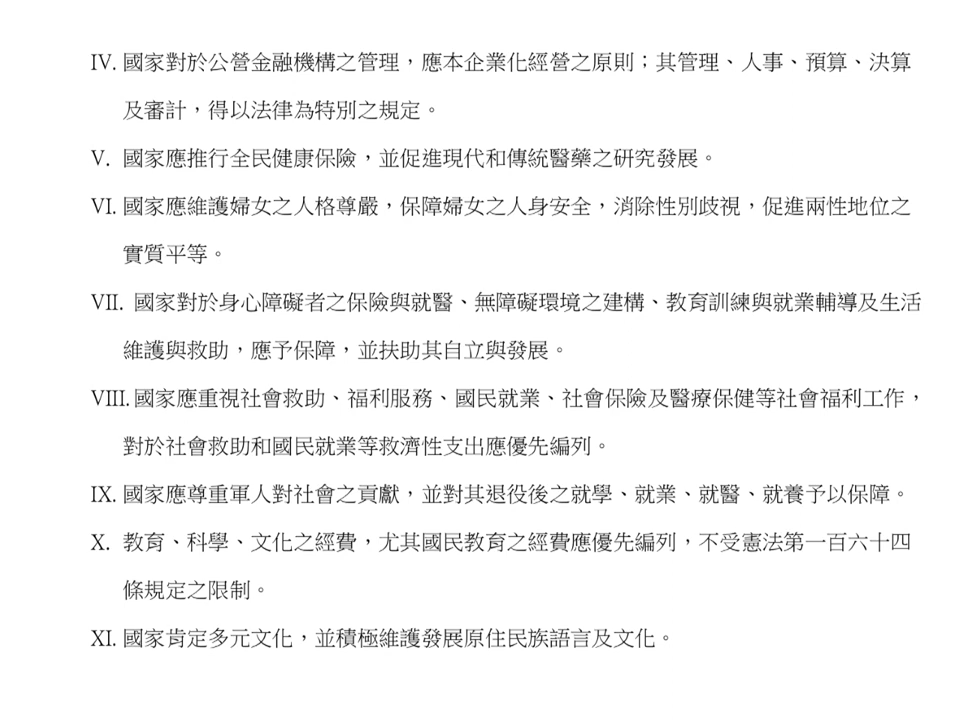 IV. 國家對於公營金融機構之管理，應本企業化經營之原則；其管理、人事、預算、決算
及審計，得以法律為特別之規定。
V. 國家應推行全民健康保險，並促進現代和傳統醫藥之研究發展。
VI. 國家應維護婦女之人格尊嚴，保障婦女之人身安全，消除性別歧視，促進兩性地位之
實質平等。
VII. 國家對於身心障礙者之保險與就醫、無障礙環境之建構、教育訓練與就業輔導及生活
維護與救助，應予保障，並扶助其自立與發展。
VIII. 國家應重視社會救助、福利服務、國民就業、社會保險及醫療保健等社會福利工作，
對於社會救助和國民就業等救濟性支出應優先編列。
IX. 國家應尊重軍人對社會之貢獻，並對其退役後之就學、就業、就醫、就養予以保障。
X. 教育、科學、文化之經費，尤其國民教育之經費應優先編列，不受憲法第一百六十四
條規定之限制。
XI. 國家肯定多元文化，並積極維護發展原住民族語言及文化。